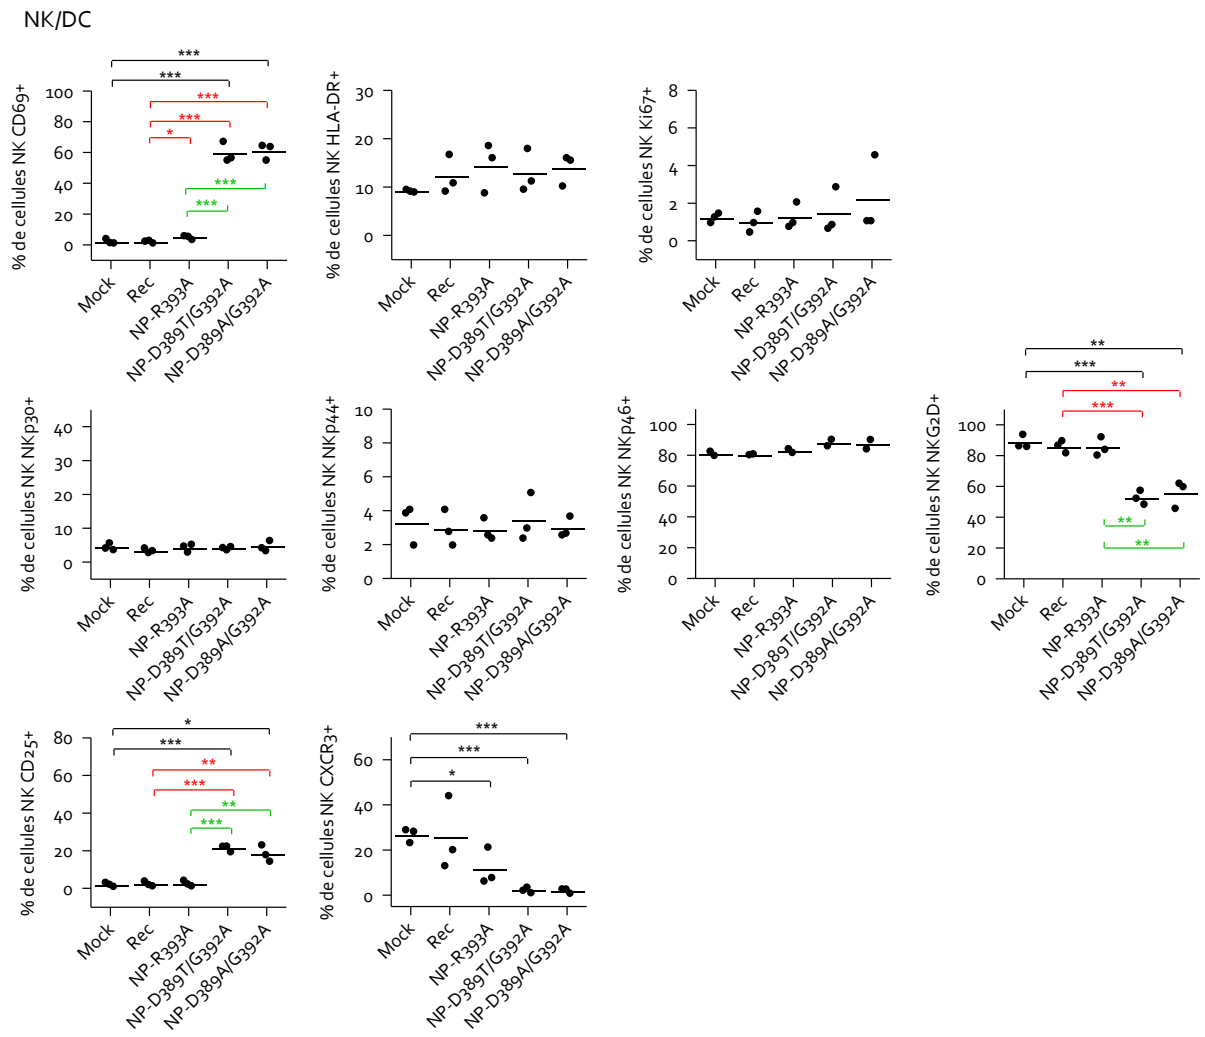 NK/DC
% de cellules NK CD69+
100
80
60
40
20
0
***
***
***
***
*
***
***
Mock
Rec
NP-R393A
NP-D389T/G392A
NP-D389A/G392A
% de cellules NK HLA-DR+
30
20
10
0
Mock
Rec
NP-R393A
NP-D389T/G392A
NP-D389A/G392A
% de cellules NK Ki67+
8
6
4
2
0
Mock
Rec
NP-R393A
NP-D389T/G392A
NP-D389A/G392A
% de cellules NK NKp30+
40
30
20
10
0
Mock
Rec
NP-R393A
NP-D389T/G392A
NP-D389A/G392A
% de cellules NK NKp44+
10
8
6
4
2
0
Mock
Rec
NP-R393A
NP-D389T/G392A
NP-D389A/G392A
% de cellules NK NKp46+
100
80
60
40
20
0
Mock
Rec
NP-R393A
NP-D389T/G392A
NP-D389A/G392A
% de cellules NK NKG2D+
100
80
60
40
20
0
**
***
**
***
**
**
Mock
Rec
NP-R393A
NP-D389T/G392A
NP-D389A/G392A
% de cellules NK CD25+
80
60
40
20
0
*
***
**
***
**
***
Mock
Rec
NP-R393A
NP-D389T/G392A
NP-D389A/G392A
% de cellules NK CXCR3+
60
40
20
0
***
***
*
Mock
Rec
NP-R393A
NP-D389T/G392A
NP-D389A/G392A